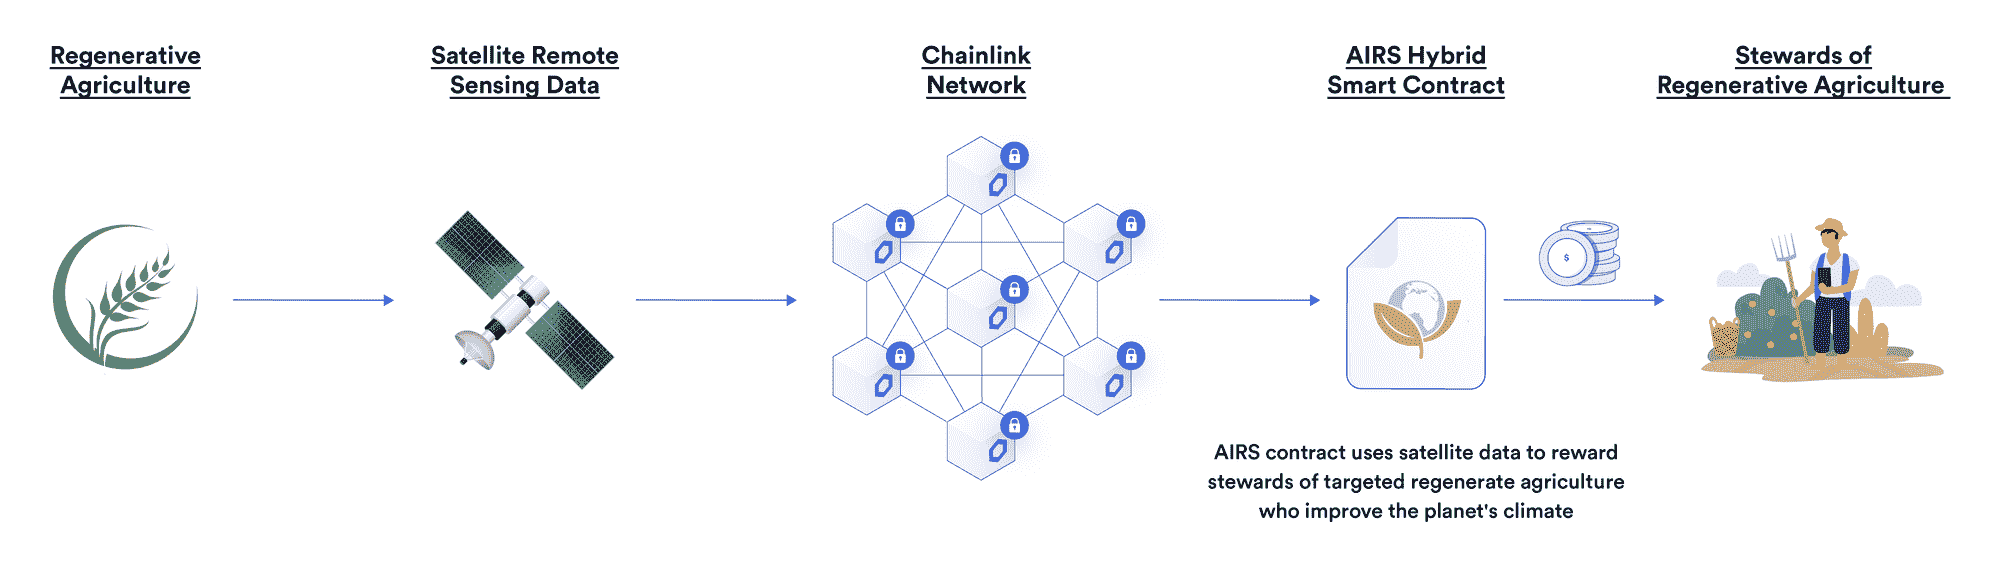 Regenerative
Agriculture
Satellite Remote
Sensing Data
Chainlink
Network
AIRS Hybrid
Smart Contract
Stewards of
Regenerative Agriculture
$
AIRS contract uses satellite data to reward
stewards of targeted regenerate agriculture
who improve the planet's climate